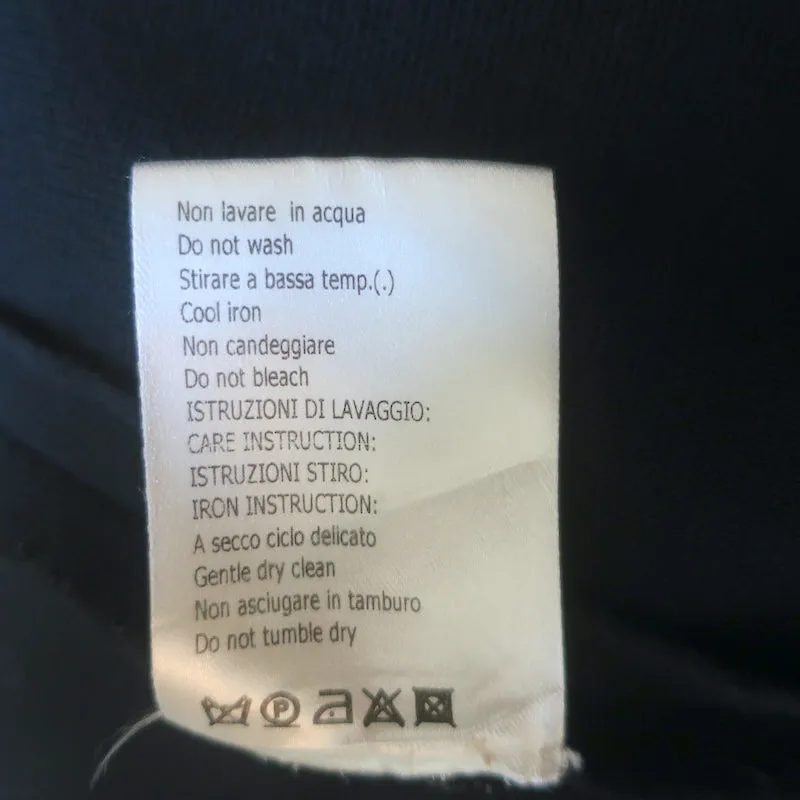 Non lavare in acqua
Do not wash
Stirare a bassa temp.(.)
Cool iron
Non candeggiare
Do not bleach
ISTRUZIONI DI LAVAGGIO:
CARE INSTRUCTION:
ISTRUZIONI STIRO:
IRON INSTRUCTION:
A secco ciclo delicato
Gentle dry clean
Non asciugare in tamburo
Do not tumble dry
P